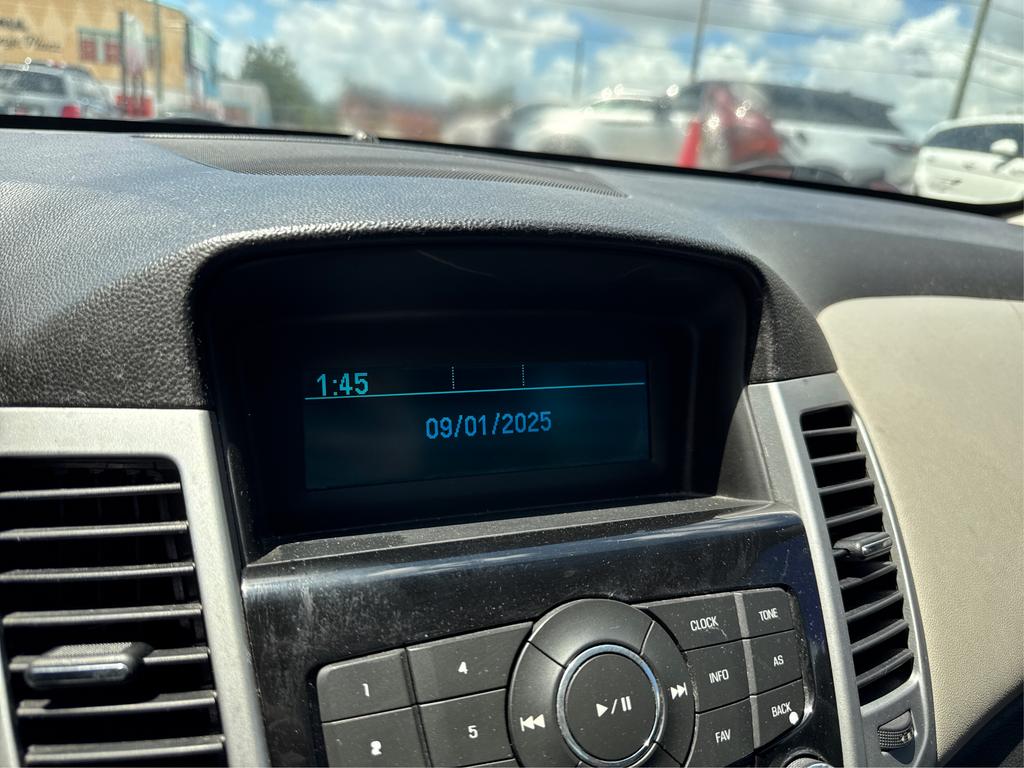 1:45
09/01/2025
CLOCK
TONE
1
4
INFO
AS
2
5
FAV
BACK